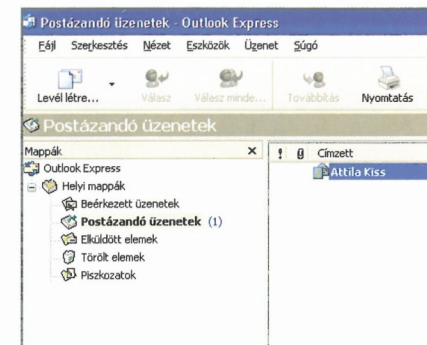 Postázandó üzenetek - Outlook Express
Fájl Szerkesztés Nézet Eszközök Üzenet Súgó
Levél létre... Válasz Válasz minde... Továbbítás Nyomtatás
Postázandó üzenetek
Mappák × ! Címzett
Outlook Express Attila Kiss
Helyi mappák
Beérkezett üzenetek
Postázandó üzenetek (1)
Elküldött elemek
Törölt elemek
Piszkozatok